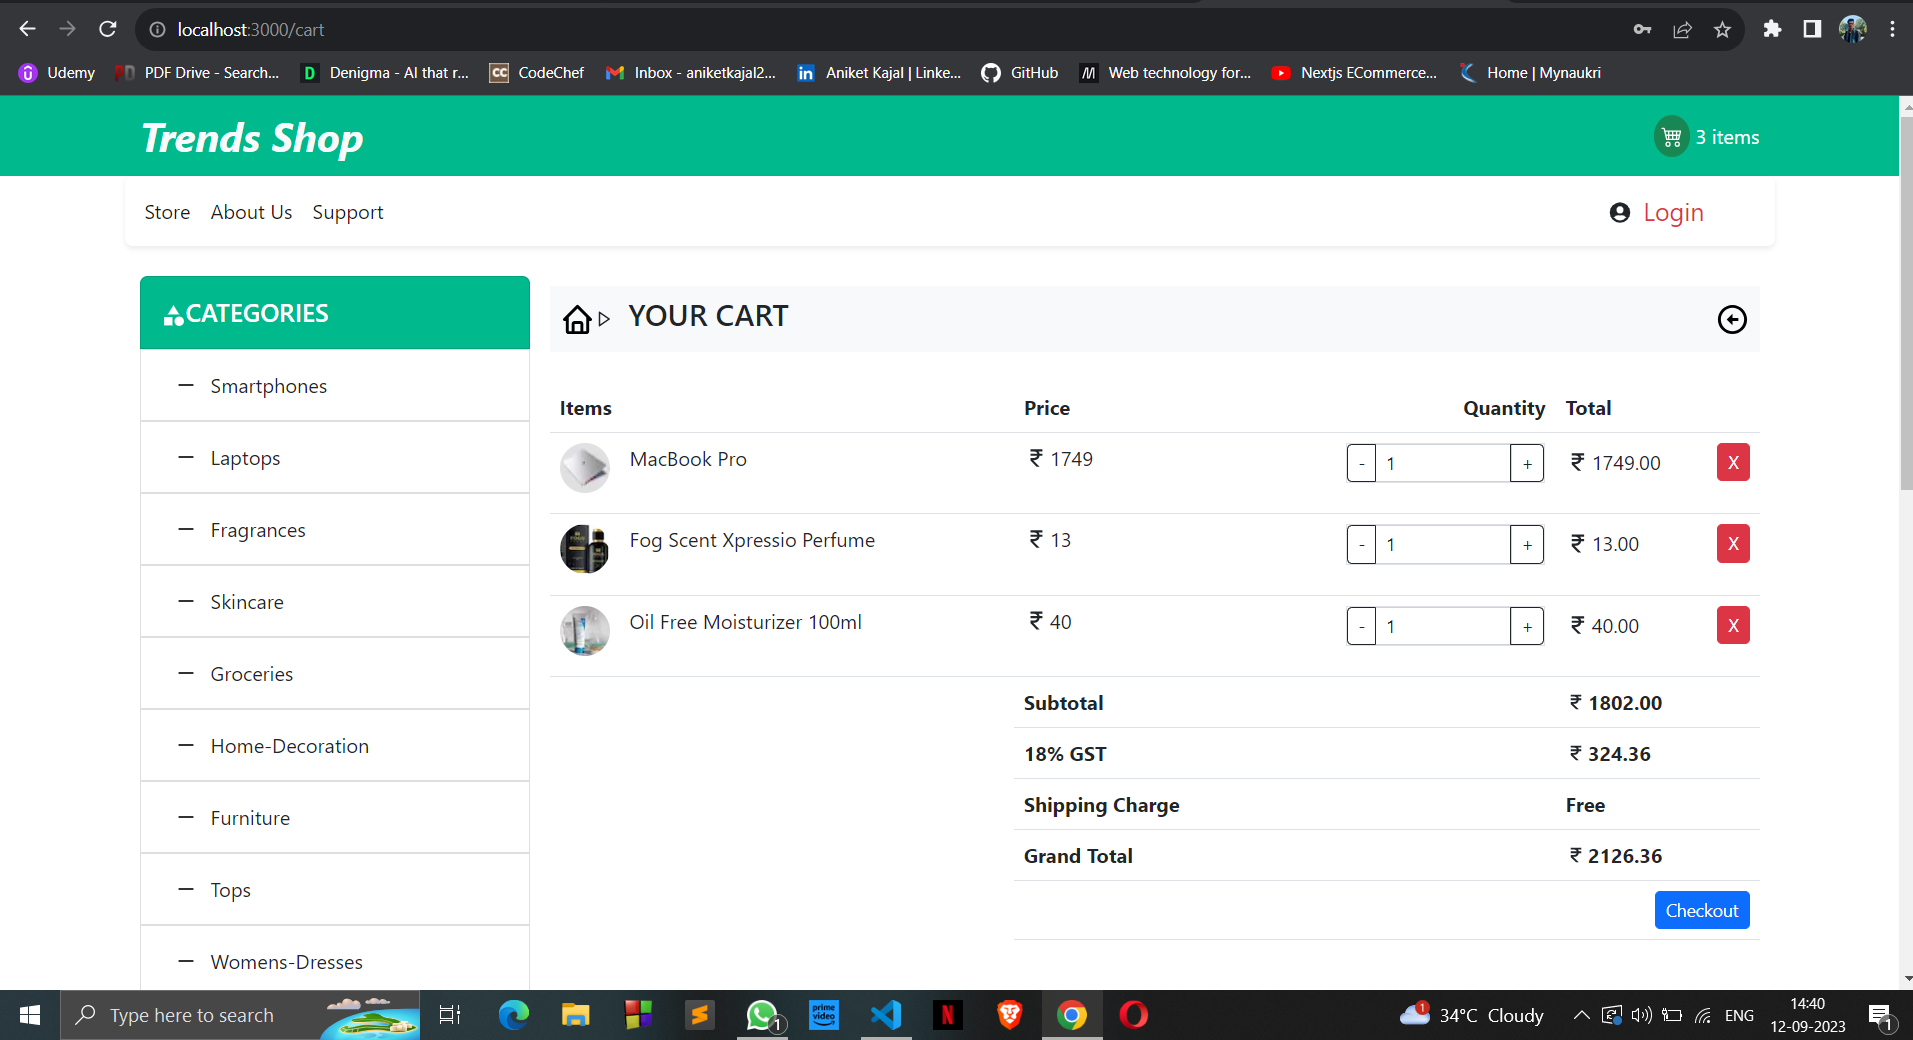 localhost:3000/cart
Udemy PDF Drive - Search... Denigma - AI that r... CodeChef Inbox - aniketkajal2... Aniket Kajal | Linke... GitHub Web technology for... Nextjs ECommerce... Home | Mynaukri
Trends Shop
3 items
Store About Us Support
Login
CATEGORIES
Smartphones
Laptops
Fragrances
Skincare
Groceries
Home-Decoration
Furniture
Tops
Womens-Dresses
YOUR CART
Items Price Quantity Total
MacBook Pro ₹ 1749 - 1 + ₹ 1749.00 X
Fog Scent Xpressio Perfume ₹ 13 - 1 + ₹ 13.00 X
Oil Free Moisturizer 100ml ₹ 40 - 1 + ₹ 40.00 X
Subtotal ₹ 1802.00
18% GST ₹ 324.36
Shipping Charge Free
Grand Total ₹ 2126.36
Checkout
Type here to search
prime video
1
1
34°C Cloudy
ENG
14:40
12-09-2023
1